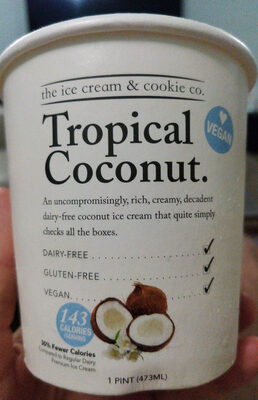 the ice cream & cookie co.
Tropical
Coconut.
VEGAN
An uncompromisingly, rich, creamy, decadent
dairy-free coconut ice cream that quite simply
checks all the boxes.
DAIRY-FREE ✓
GLUTEN-FREE ✓
VEGAN ✓
143
CALORIES
30% Fewer Calories
Compared to Regular Dairy
Premium Ice Cream
1 PINT (473ML)